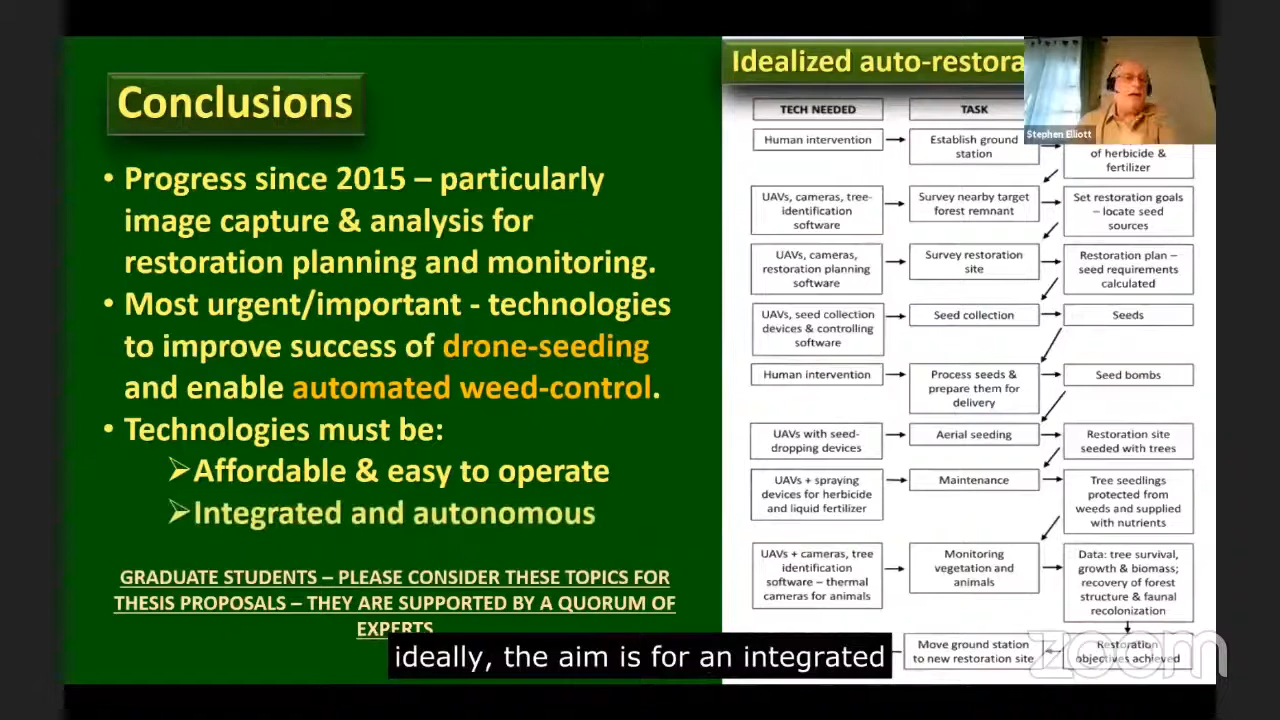 Conclusions
• Progress since 2015 – particularly
image capture & analysis for
restoration planning and monitoring.
• Most urgent/important - technologies
to improve success of drone-seeding
and enable automated weed-control.
• Technologies must be:
➢Affordable & easy to operate
➢Integrated and autonomous
GRADUATE STUDENTS – PLEASE CONSIDER THESE TOPICS FOR
THESIS PROPOSALS – THEY ARE SUPPORTED BY A QUORUM OF
EXPERTS
Idealized auto-restora
Stephen Elliott
TECH NEEDED
TASK
Human intervention
Establish ground
station
of herbicide &
fertilizer
UAVs, cameras, tree-
identification
software
Survey nearby target
forest remnant
Set restoration goals
– locate seed
sources
UAVs, cameras,
restoration planning
software
Survey restoration
site
Restoration plan –
seed requirements
calculated
UAVs, seed collection
devices & controlling
software
Seed collection
Seeds
Human intervention
Process seeds &
prepare them for
delivery
Seed bombs
UAVs with seed-
dropping devices
Aerial seeding
Restoration site
seeded with trees
UAVs + spraying
devices for herbicide
and liquid fertilizer
Maintenance
Tree seedlings
protected from
weeds and supplied
with nutrients
UAVs + cameras, tree
identification
software – thermal
cameras for animals
Monitoring
vegetation and
animals
Data: tree survival,
growth & biomass;
recovery of forest
structure & faunal
recolonization
Move ground station
to new restoration site
Restoration
objectives achieved
zoom
ideally, the aim is for an integrated